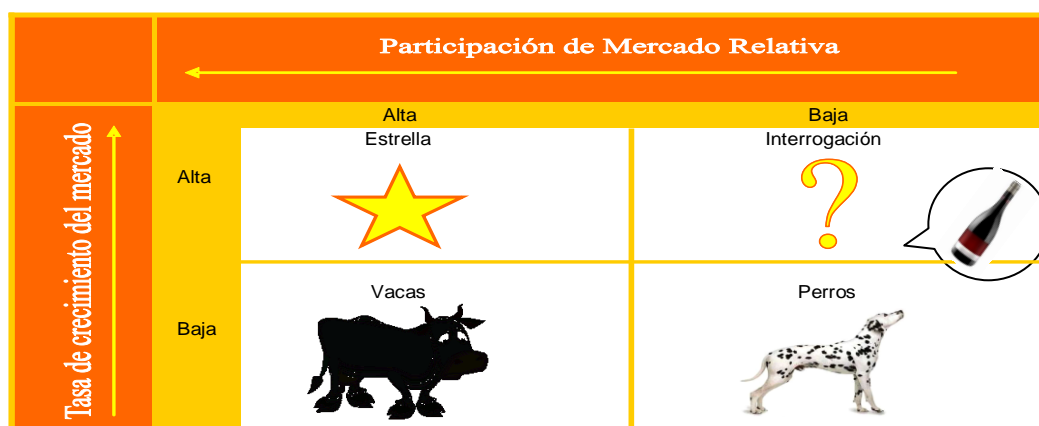 Participación de Mercado Relativa
Tasa de crecimiento del mercado
Alta
Baja
Alta
Estrella
Interrogación
?
Baja
Vacas
Perros